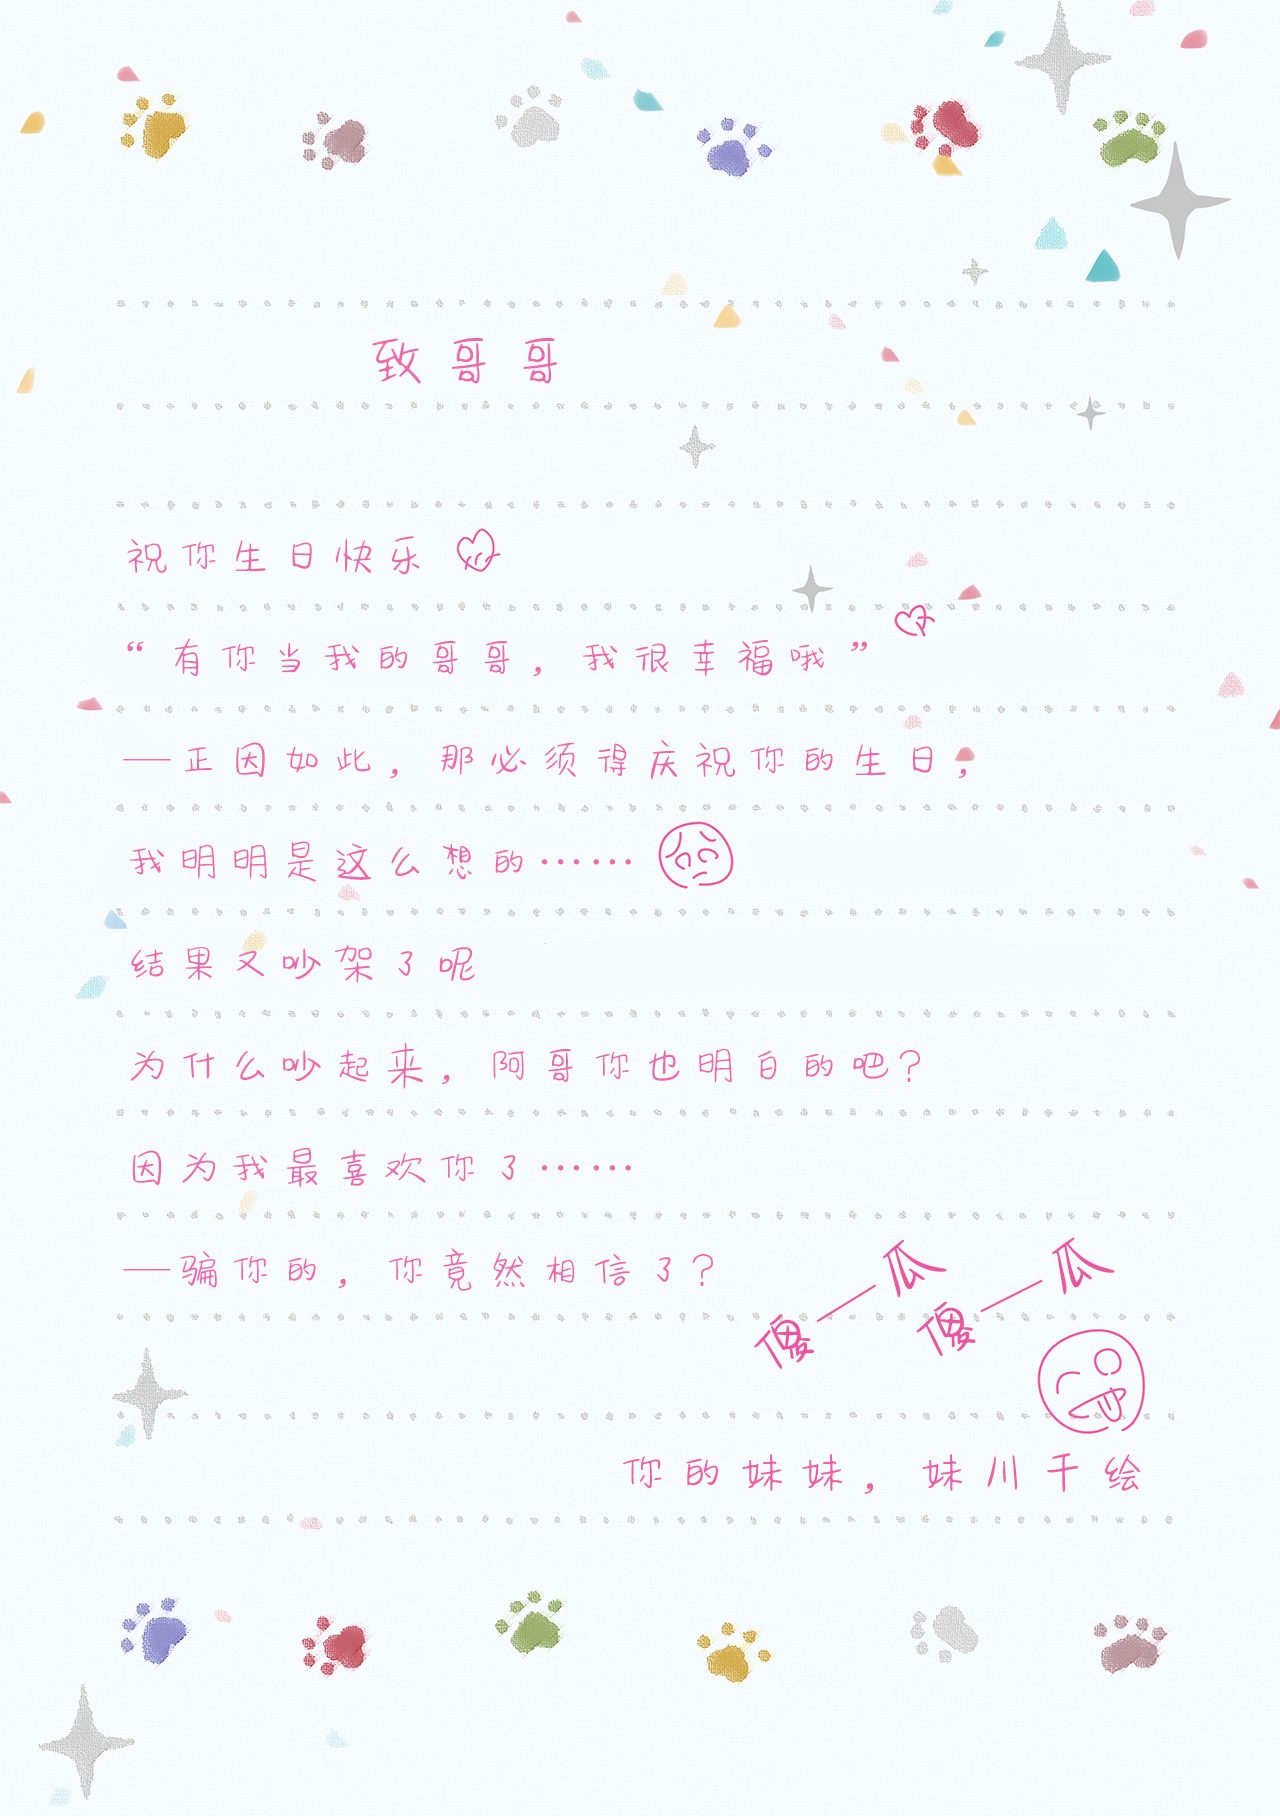 致哥哥
祝你生日快乐
“有你当我的哥哥，我很幸福哦”
——正因如此，那必须得庆祝你的生日，
我明明是这么想的……
结果又吵架了呢
为什么吵起来，阿哥你也明白的吧？
因为我最喜欢你了……
——骗你的，你竟然相信了？
傻—瓜 傻—瓜
你的妹妹，妹川千绘